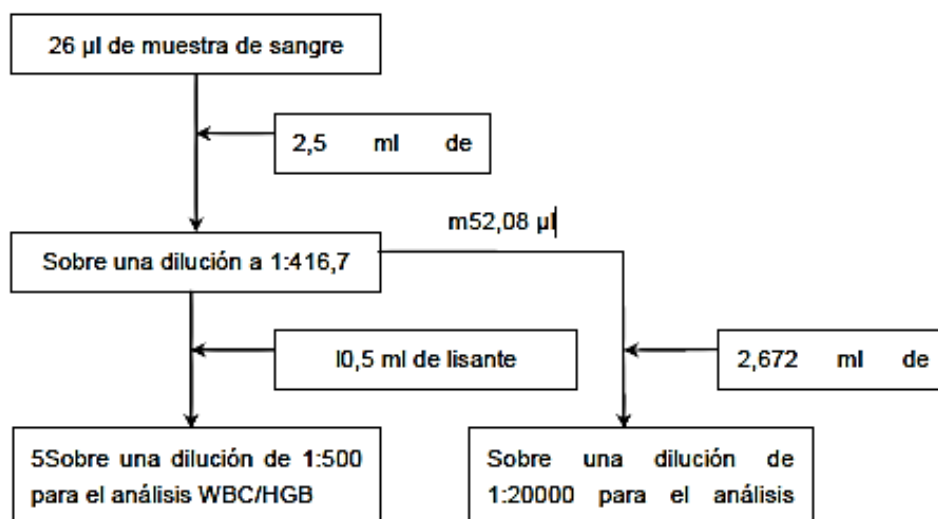 26 µl de muestra de sangre
2,5 ml de
m52,08 µl
Sobre una dilución a 1:416,7
l0,5 ml de lisante
2,672 ml de
5Sobre una dilución de 1:500
para el análisis WBC/HGB
Sobre una dilución de
1:20000 para el análisis